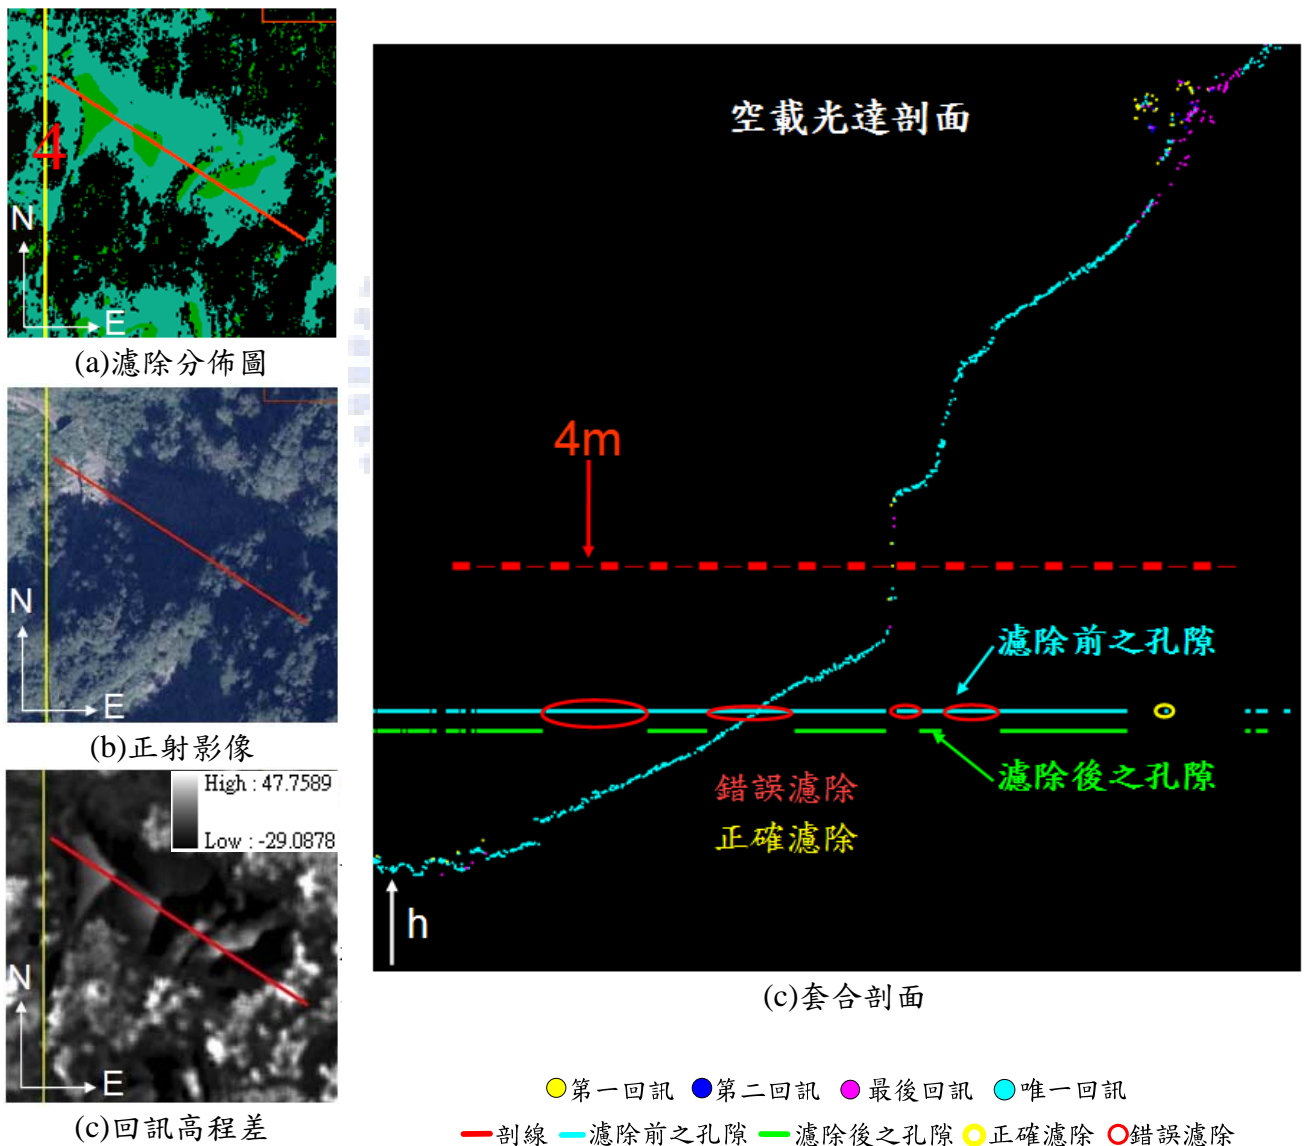 4
N
E
(a)濾除分佈圖
N
E
(b)正射影像
High : 47.7589
Low : -29.0878
N
E
(c)回訊高程差
空載光達剖面
4m
濾除前之孔隙
濾除後之孔隙
錯誤濾除
正確濾除
h
(c)套合剖面
第一回訊 第二回訊 最後回訊 唯一回訊
剖線 濾除前之孔隙 濾除後之孔隙 正確濾除 錯誤濾除